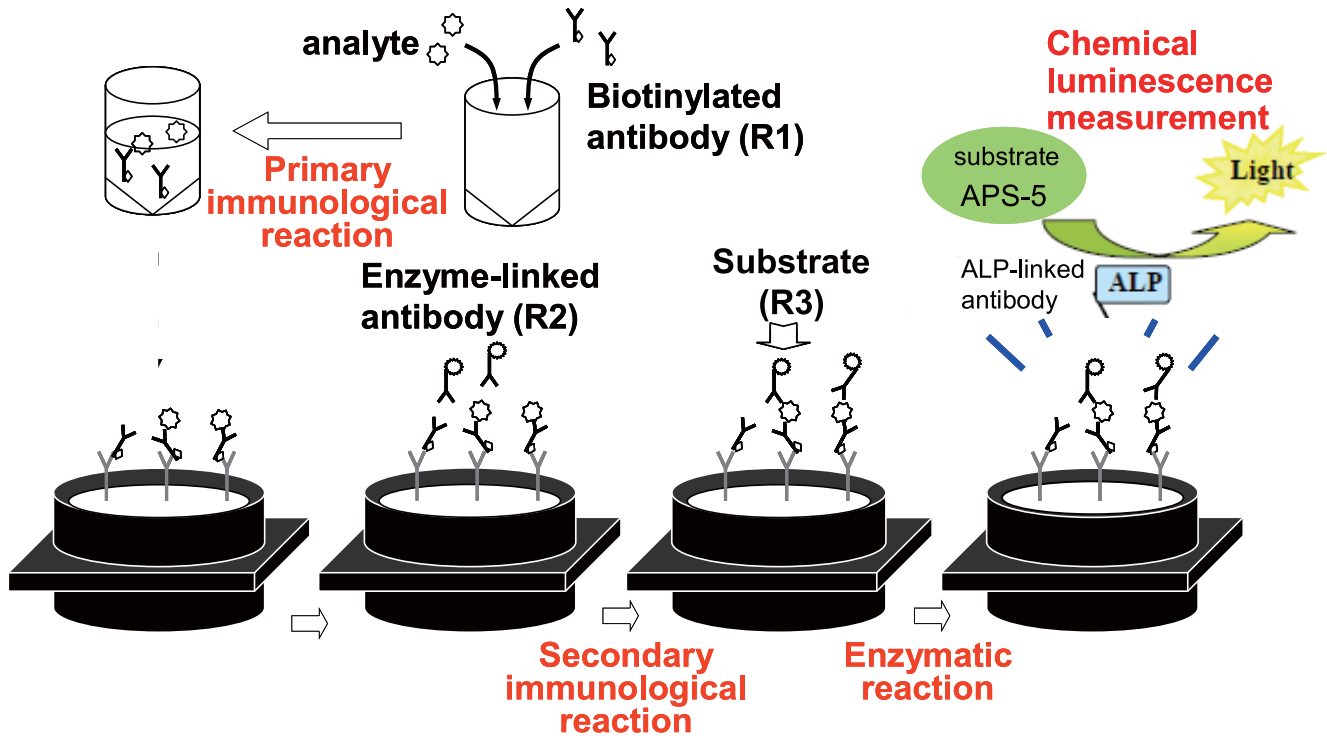 analyte
Biotinylated
antibody (R1)
Primary
immunological
reaction
Chemical
luminescence
measurement
substrate
APS-5
Light
ALP-linked
antibody
ALP
Enzyme-linked
antibody (R2)
Substrate
(R3)
Secondary
immunological
reaction
Enzymatic
reaction